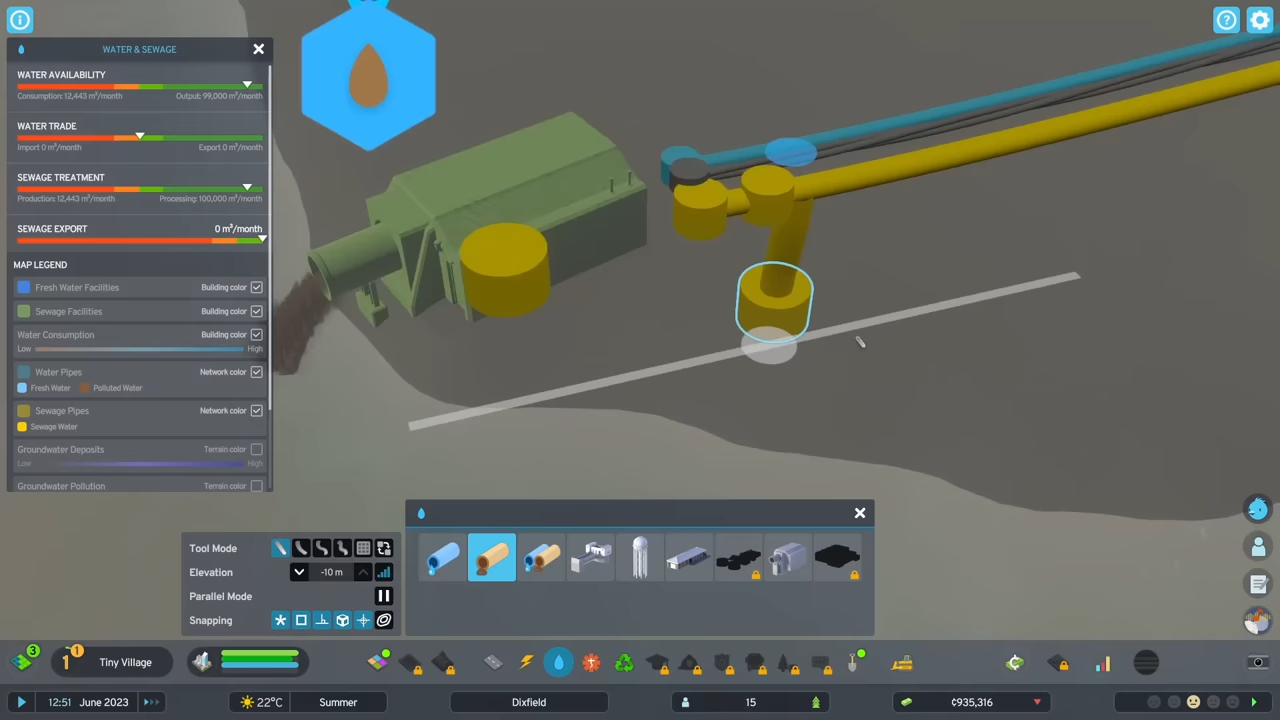 WATER & SEWAGE
WATER AVAILABILITY
Consumption: 12,443 m³/month
Output: 99,000 m³/month
WATER TRADE
Import 0 m³/month
Export 0 m³/month
SEWAGE TREATMENT
Production: 12,443 m³/month
Processing: 100,000 m³/month
SEWAGE EXPORT
0 m³/month
MAP LEGEND
Fresh Water Facilities
Building color
Sewage Facilities
Building color
Water Consumption
Building color
Low
High
Water Pipes
Network color
Fresh Water
Polluted Water
Sewage Pipes
Network color
Sewage Water
Groundwater Deposits
Terrain color
Low
High
Groundwater Pollution
Terrain color
Tool Mode
Elevation
-10 m
Parallel Mode
Snapping
3
1
Tiny Village
12:51
June 2023
22°C
Summer
Dixfield
15
¢935,316